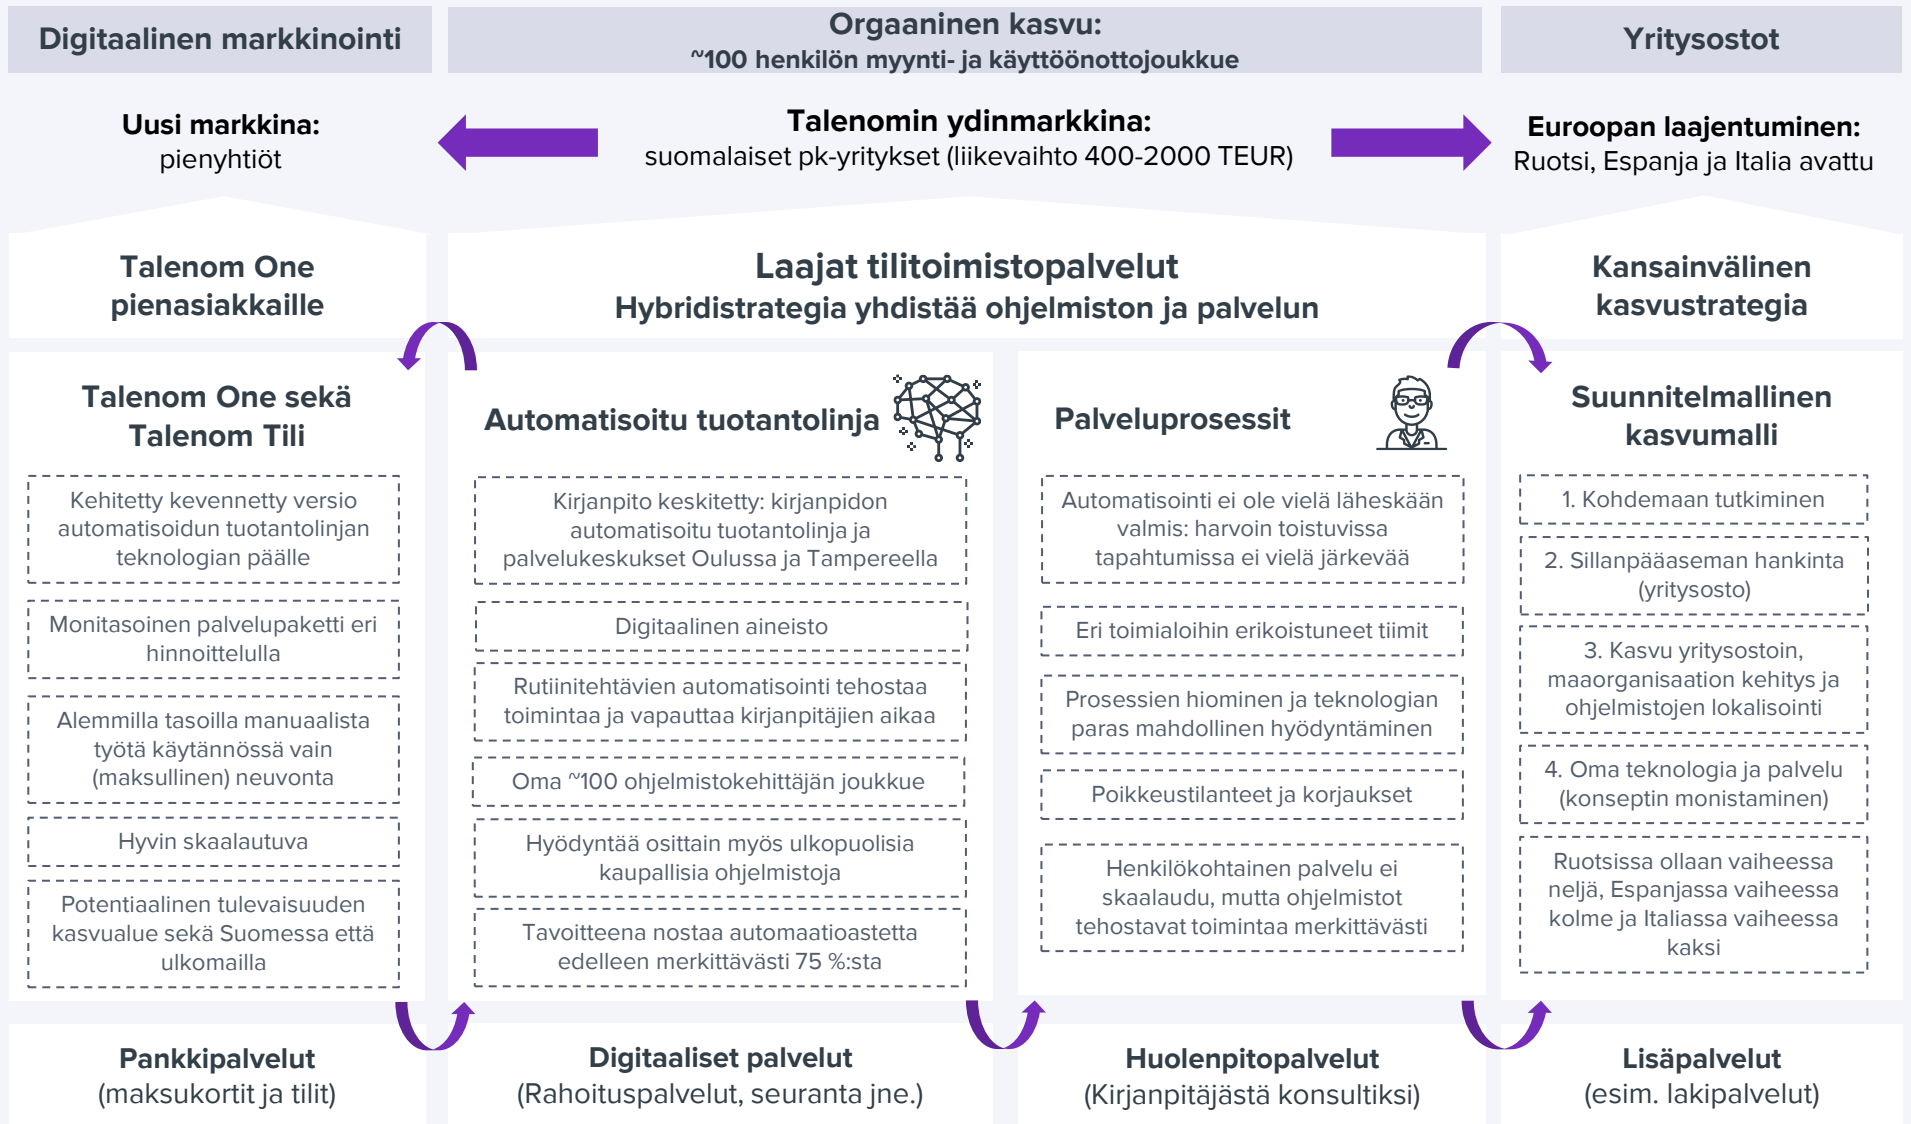 Digitaalinen markkinointi
Orgaaninen kasvu:
~100 henkilön myynti- ja käyttöönottojoukkue
Yritysostot
Uusi markkina:
pienyhtiöt
Talenomin ydinmarkkina:
suomalaiset pk-yritykset (liikevaihto 400-2000 TEUR)
Euroopan laajentuminen:
Ruotsi, Espanja ja Italia avattu
Talenom One
pienasiakkaille
Laajat tilitoimistopalvelut
Hybridistrategia yhdistää ohjelmiston ja palvelun
Kansainvälinen
kasvustrategia
Talenom One sekä
Talenom Tili
Kehitetty kevennetty versio
automatisoidun tuotantolinjan
teknologian päälle
Monitasoinen palvelupaketti eri
hinnoittelulla
Alemmilla tasoilla manuaalista
työtä käytännössä vain
(maksullinen) neuvonta
Hyvin skaalautuva
Potentiaalinen tulevaisuuden
kasvualue sekä Suomessa että
ulkomailla
Automatisoitu tuotantolinja
Kirjanpito keskitetty: kirjanpidon
automatisoitu tuotantolinja ja
palvelukeskukset Oulussa ja Tampereella
Digitaalinen aineisto
Rutiinitehtävien automatisointi tehostaa
toimintaa ja vapauttaa kirjanpitäjien aikaa
Oma ~100 ohjelmistokehittäjän joukkue
Hyödyntää osittain myös ulkopuolisia
kaupallisia ohjelmistoja
Tavoitteena nostaa automaatioastetta
edelleen merkittävästi 75 %:sta
Palveluprosessit
Automatisointi ei ole vielä läheskään
valmis: harvoin toistuvissa
tapahtumissa ei vielä järkevää
Eri toimialoihin erikoistuneet tiimit
Prosessien hiominen ja teknologian
paras mahdollinen hyödyntäminen
Poikkeustilanteet ja korjaukset
Henkilökohtainen palvelu ei
skaalaudu, mutta ohjelmistot
tehostavat toimintaa merkittävästi
Suunnitelmallinen
kasvumalli
1. Kohdemaan tutkiminen
2. Sillanpääaseman hankinta
(yritysosto)
3. Kasvu yritysostoin,
maaorganisaation kehitys ja
ohjelmistojen lokalisointi
4. Oma teknologia ja palvelu
(konseptin monistaminen)
Ruotsissa ollaan vaiheessa
neljä, Espanjassa vaiheessa
kolme ja Italiassa vaiheessa
kaksi
Pankkipalvelut
(maksukortit ja tilit)
Digitaaliset palvelut
(Rahoituspalvelut, seuranta jne.)
Huolenpitopalvelut
(Kirjanpitäjästä konsultiksi)
Lisäpalvelut
(esim. lakipalvelut)